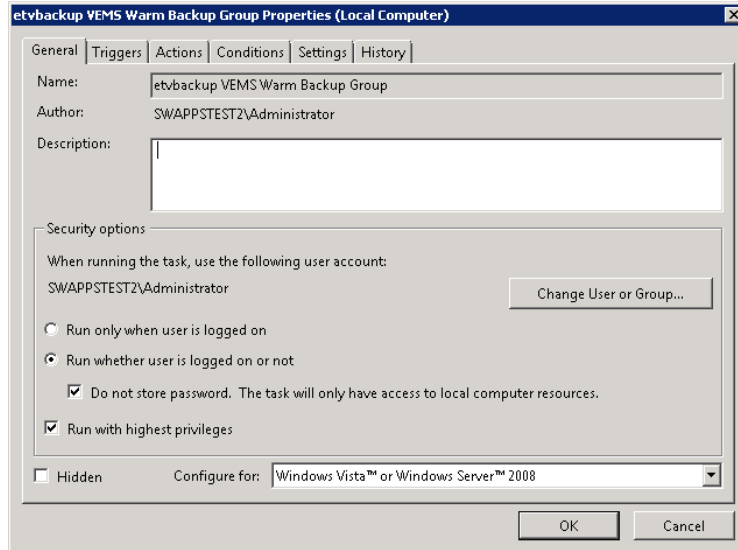 etvbackup VEMS Warm Backup Group Properties (Local Computer)
General Triggers Actions Conditions Settings History
Name: etvbackup VEMS Warm Backup Group
Author: SWAPPSTEST2\Administrator
Description:
Security options
When running the task, use the following user account:
SWAPPSTEST2\Administrator
Change User or Group...
Run only when user is logged on
Run whether user is logged on or not
Do not store password. The task will only have access to local computer resources.
Run with highest privileges
Hidden Configure for: Windows Vista™ or Windows Server™ 2008
OK Cancel